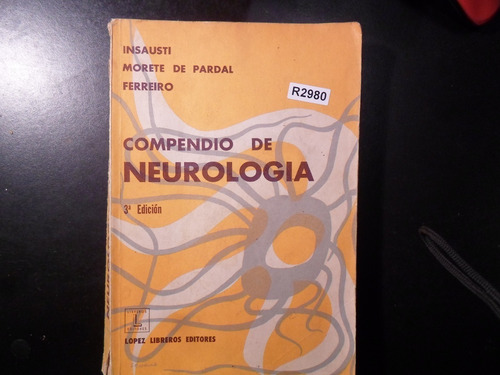 INSAUSTI
MORETE DE PARDAL
FERREIRO
R2980
COMPENDIO DE
NEUROLOGIA
3ª Edición
LOPEZ LIBREROS EDITORES